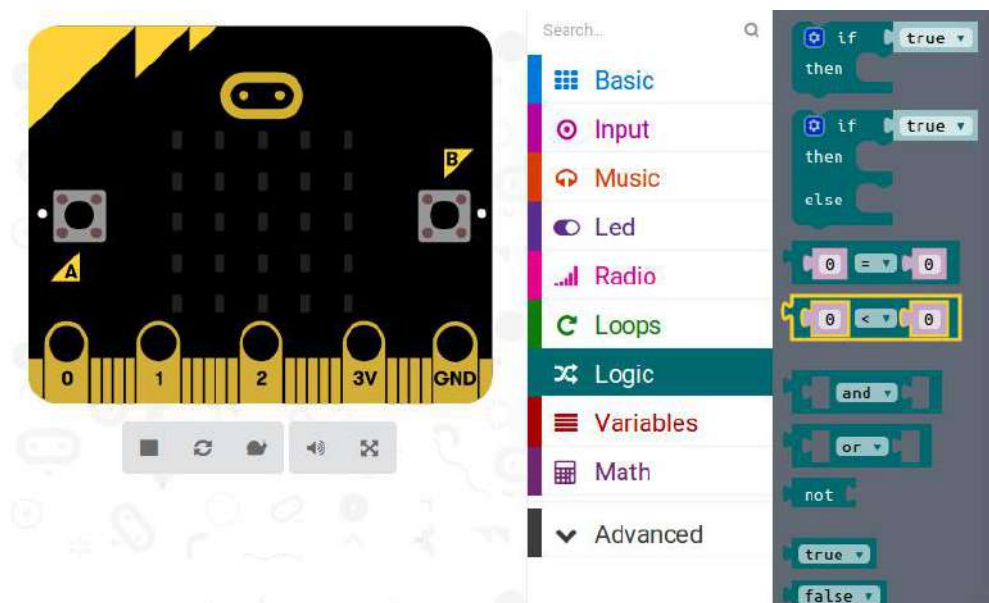 B
A
0 1 2 3V GND
Search...
Basic
Input
Music
Led
Radio
Loops
Logic
Variables
Math
Advanced
if true
then
if true
then
else
0 = 0
0 < 0
and
or
not
true
false